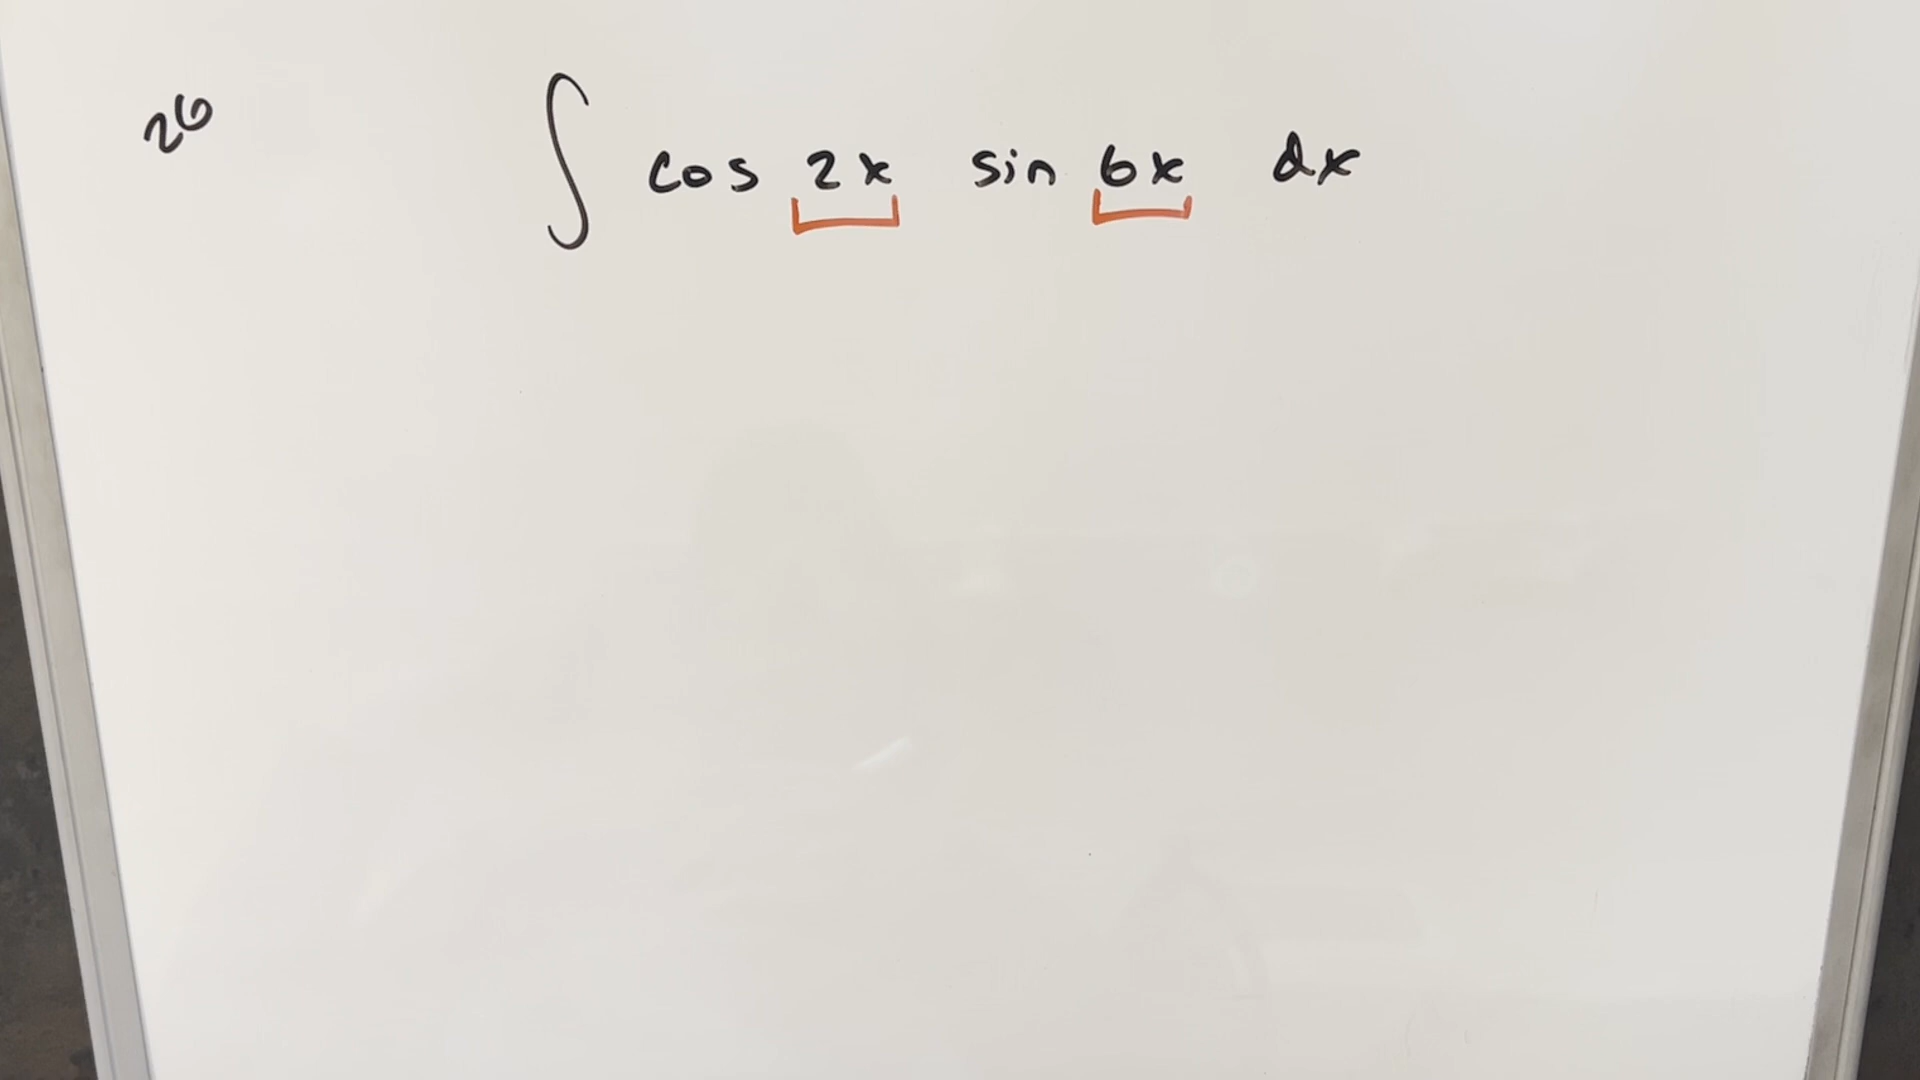 26
∫ cos 2x sin 6x dx